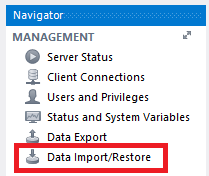 Navigator
MANAGEMENT
Server Status
Client Connections
Users and Privileges
Status and System Variables
Data Export
Data Import/Restore